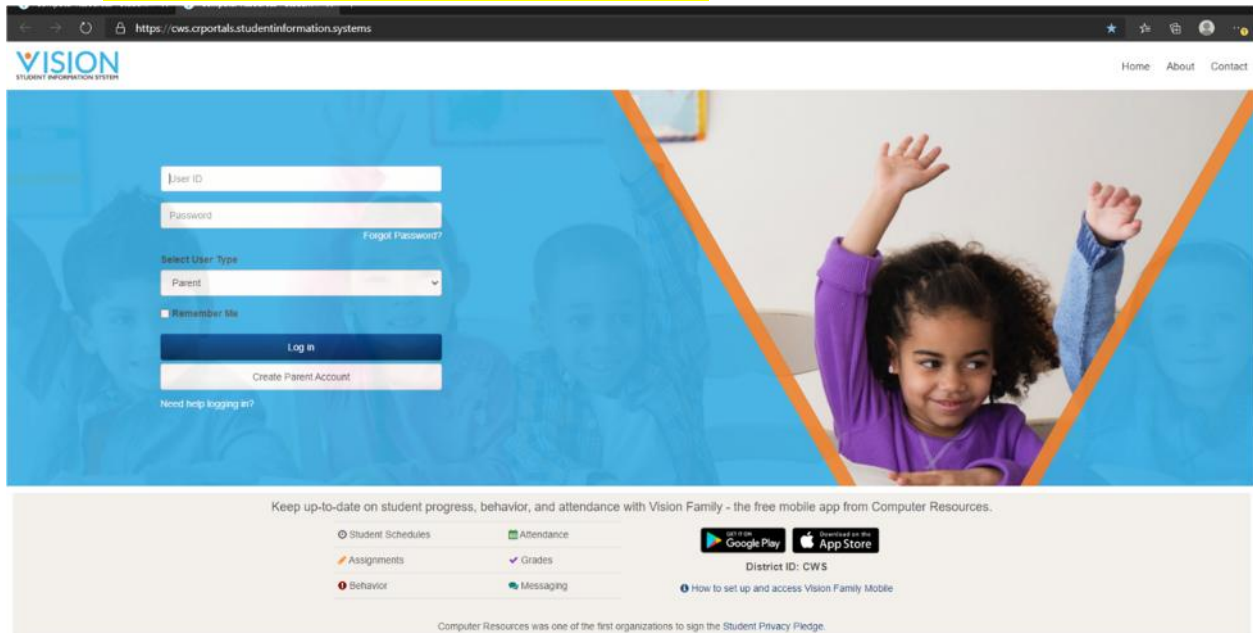 https://cws.crportals.studentinformation.systems
VISION
STUDENT INFORMATION SYSTEM
Home About Contact
User ID
Password
Forgot Password?
Select User Type
Parent
Remember Me
Log in
Create Parent Account
Need help logging in?
Keep up-to-date on student progress, behavior, and attendance with Vision Family - the free mobile app from Computer Resources.
Student Schedules Attendance
Assignments Grades
Behavior Messaging
GET IT ON
Google Play
Download on the
App Store
District ID: CWS
How to set up and access Vision Family Mobile
Computer Resources was one of the first organizations to sign the Student Privacy Pledge.